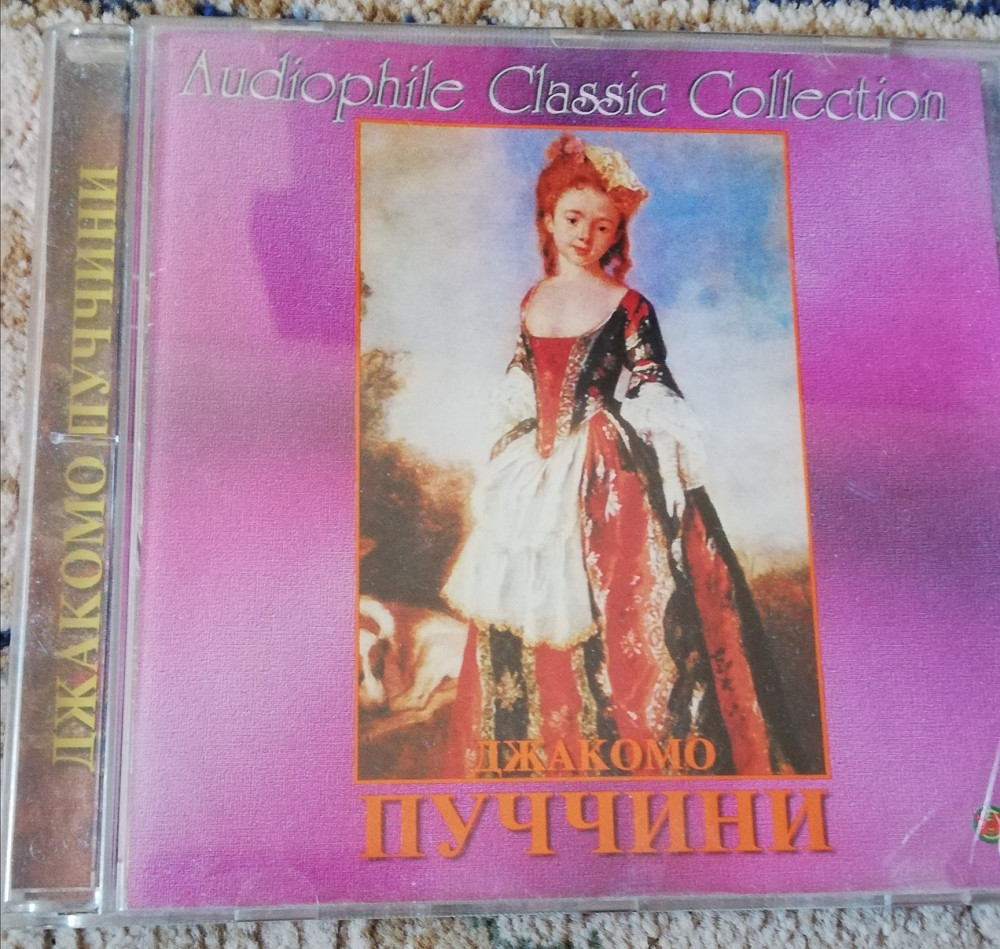 Audiophile Classic Collection
ДЖАКОМО ПУЧЧИНИ
ДЖАКОМО
ПУЧЧИНИ